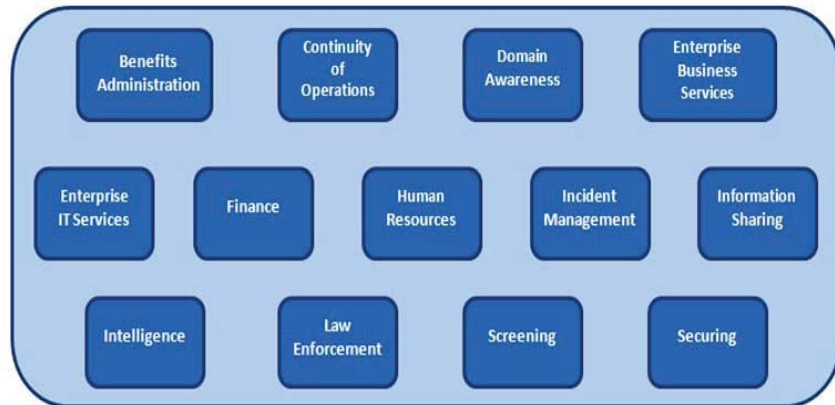 Benefits
Administration
Continuity
of
Operations
Domain
Awareness
Enterprise
Business
Services
Enterprise
IT Services
Finance
Human
Resources
Incident
Management
Information
Sharing
Intelligence
Law
Enforcement
Screening
Securing